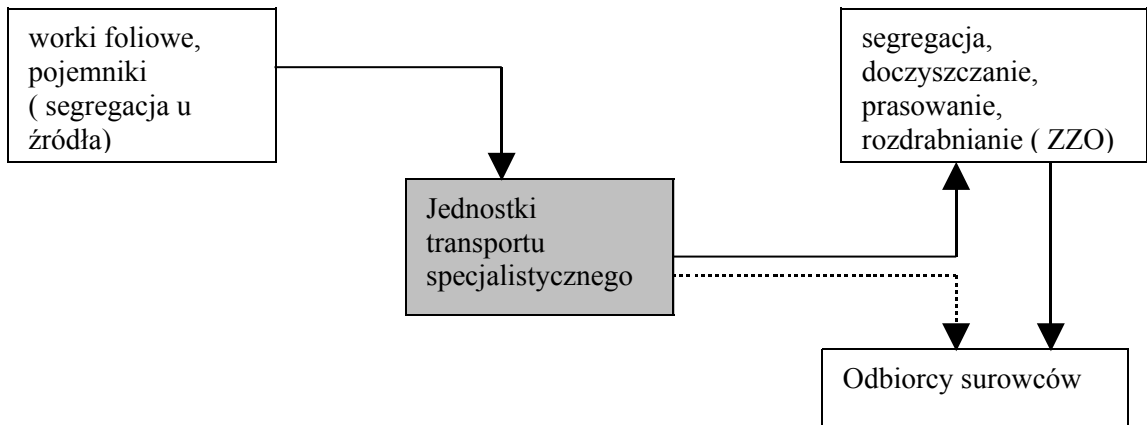 worki foliowe,
pojemniki
( segregacja u
źródła)
segregacja,
doczyszczanie,
prasowanie,
rozdrabnianie ( ZZO)
Jednostki
transportu
specjalistycznego
Odbiorcy surowców